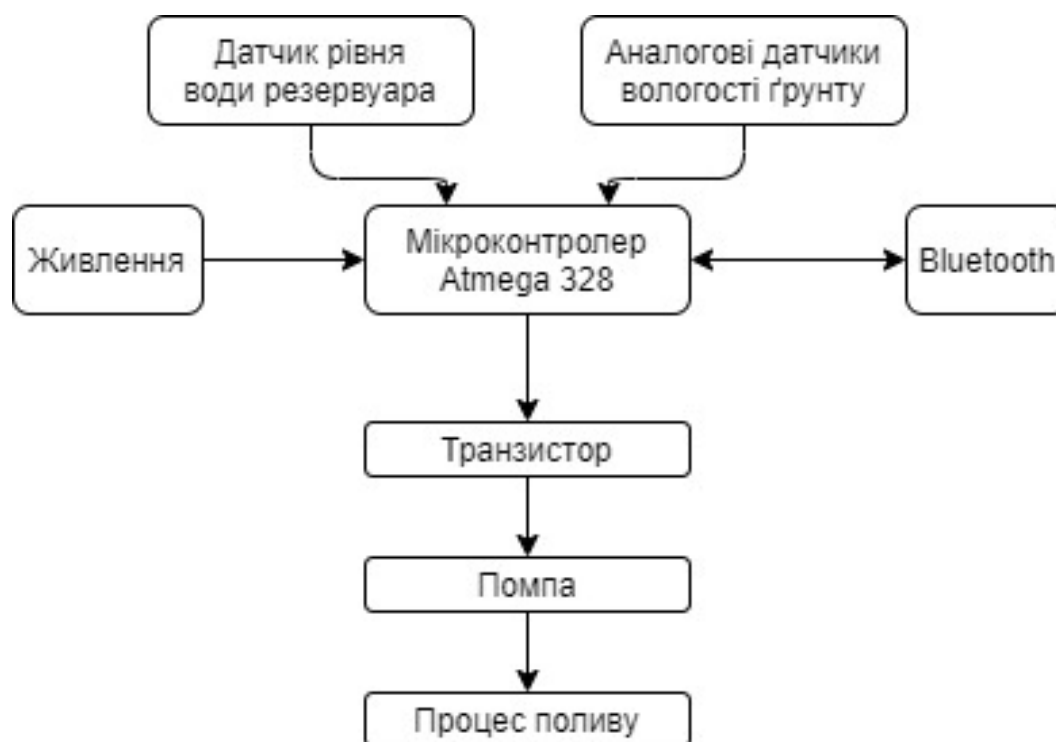 Датчик рівня
води резервуара
Аналогові датчики
вологості ґрунту
Живлення
Мікроконтролер
Atmega 328
Bluetooth
Транзистор
Помпа
Процес поливу